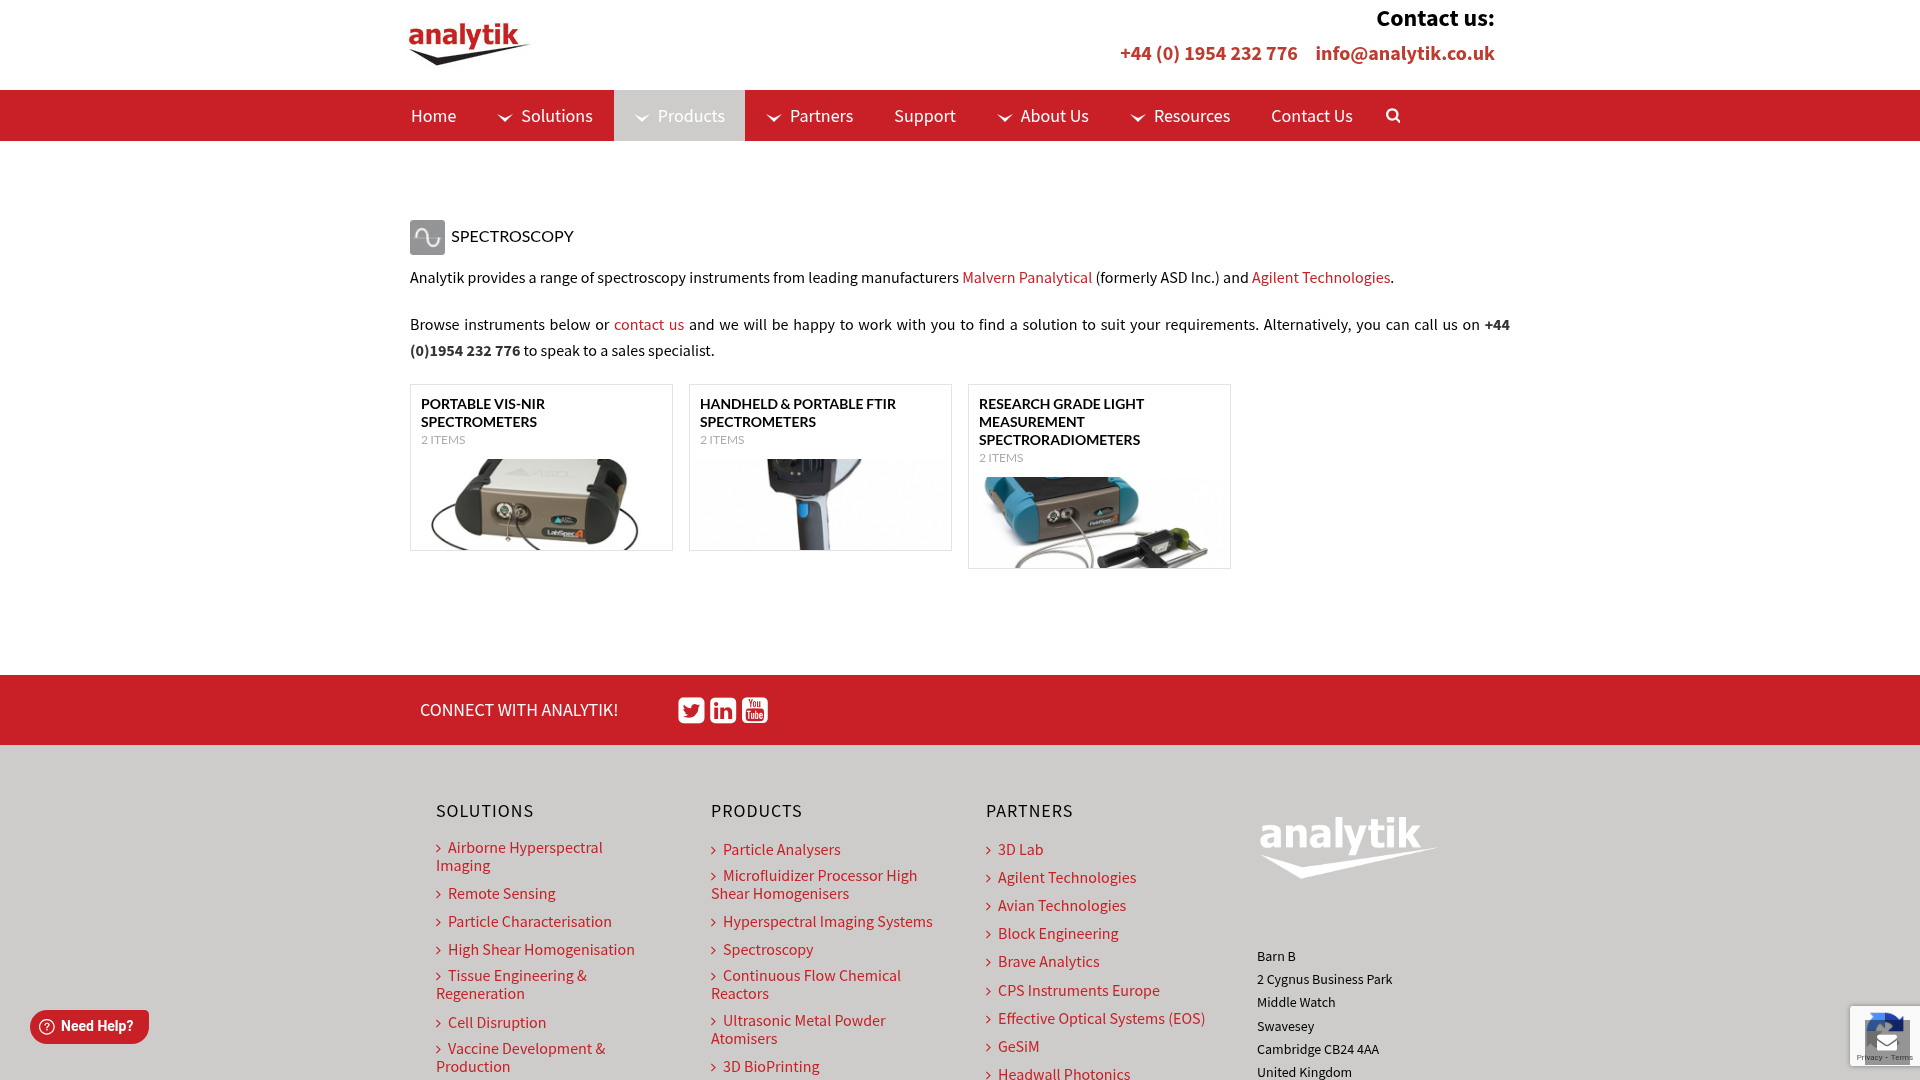 analytik
Contact us:
+44 (0) 1954 232 776 info@analytik.co.uk
Home Solutions Products Partners Support About Us Resources Contact Us
SPECTROSCOPY
Analytik provides a range of spectroscopy instruments from leading manufacturers Malvern Panalytical (formerly ASD Inc.) and Agilent Technologies.
Browse instruments below or contact us and we will be happy to work with you to find a solution to suit your requirements. Alternatively, you can call us on +44
(0)1954 232 776 to speak to a sales specialist.
PORTABLE VIS-NIR
SPECTROMETERS
2 ITEMS
LabSpec 4
HANDHELD & PORTABLE FTIR
SPECTROMETERS
2 ITEMS
RESEARCH GRADE LIGHT
MEASUREMENT
SPECTRORADIOMETERS
2 ITEMS
CONNECT WITH ANALYTIK!
You
Tube
SOLUTIONS
Airborne Hyperspectral
Imaging
Remote Sensing
Particle Characterisation
High Shear Homogenisation
Tissue Engineering &
Regeneration
Cell Disruption
Vaccine Development &
Production
PRODUCTS
Particle Analysers
Microfluidizer Processor High
Shear Homogenisers
Hyperspectral Imaging Systems
Spectroscopy
Continuous Flow Chemical
Reactors
Ultrasonic Metal Powder
Atomisers
3D BioPrinting
PARTNERS
3D Lab
Agilent Technologies
Avian Technologies
Block Engineering
Brave Analytics
CPS Instruments Europe
Effective Optical Systems (EOS)
GeSiM
Headwall Photonics
analytik
Barn B
2 Cygnus Business Park
Middle Watch
Swavesey
Cambridge CB24 4AA
United Kingdom
Need Help?
Privacy - Terms